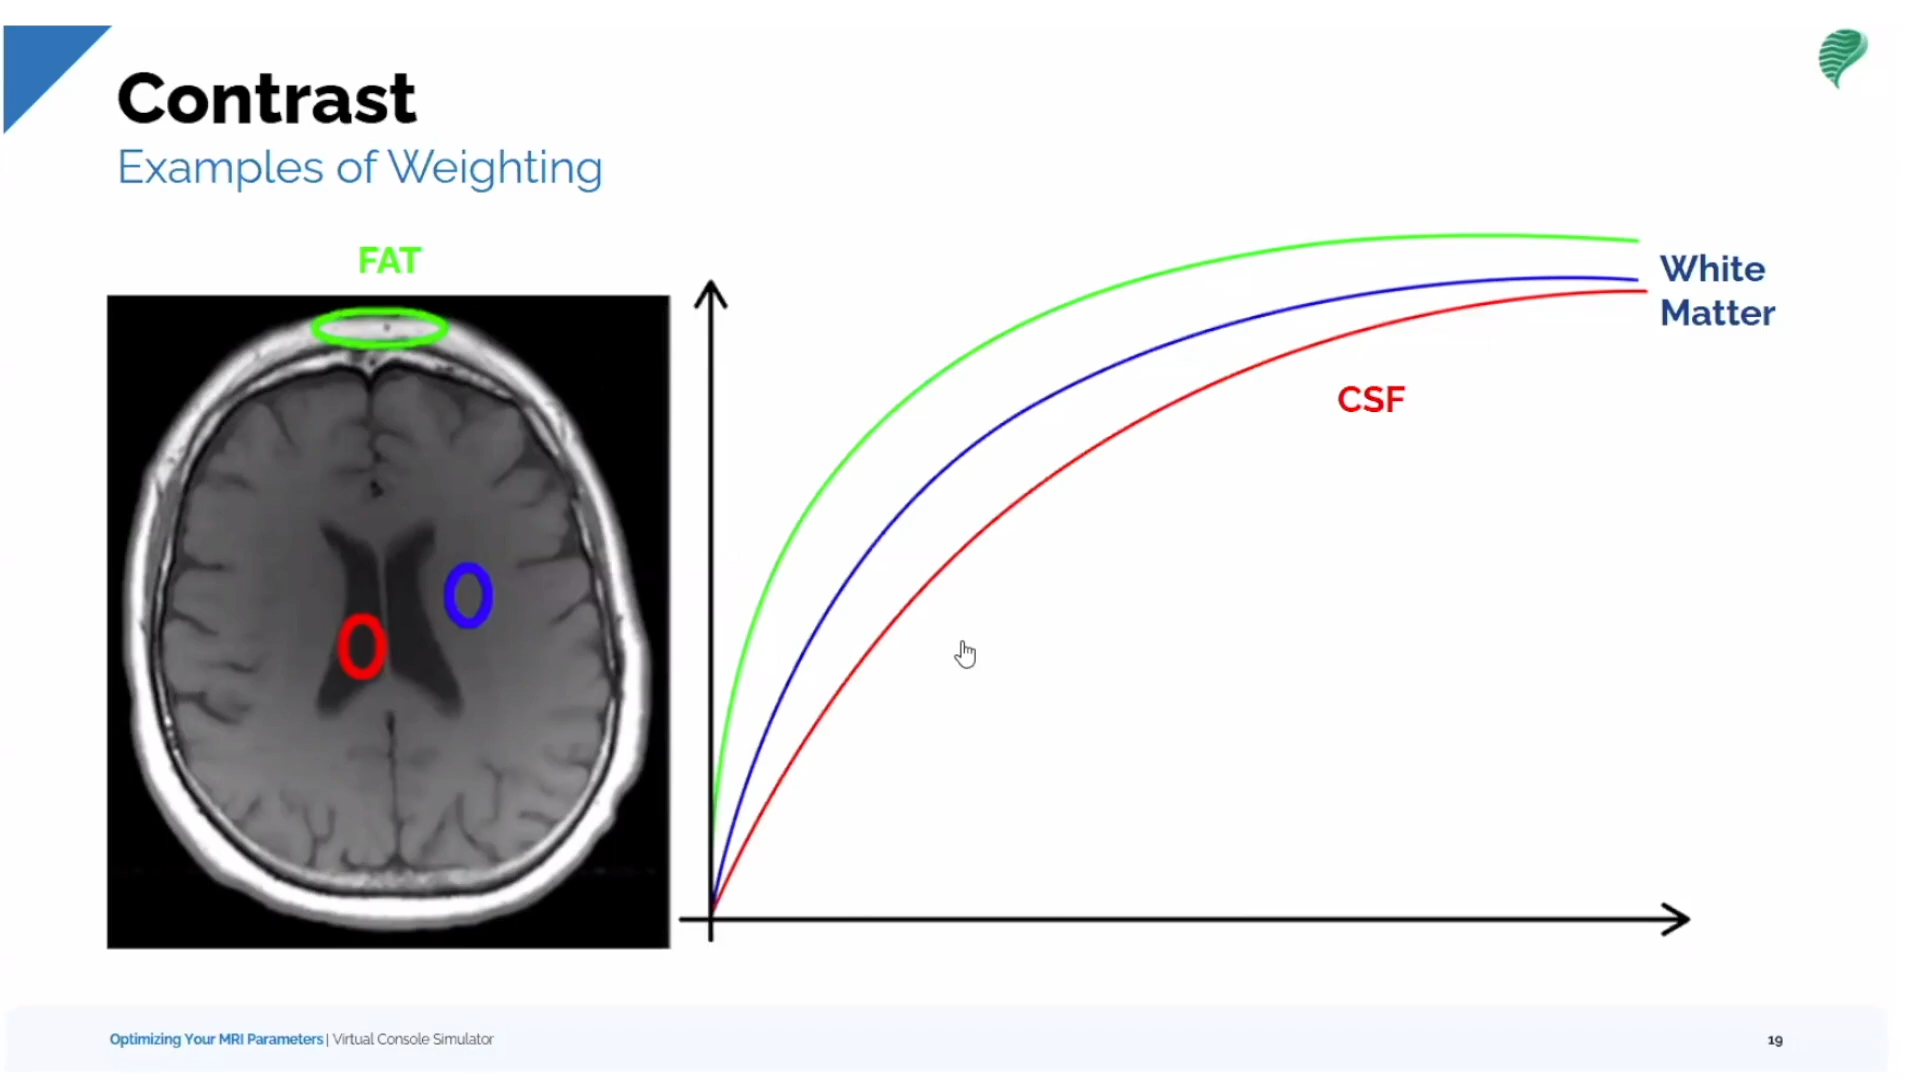 Contrast
Examples of Weighting
FAT
White
Matter
CSF
Optimizing Your MRI Parameters | Virtual Console Simulator
19